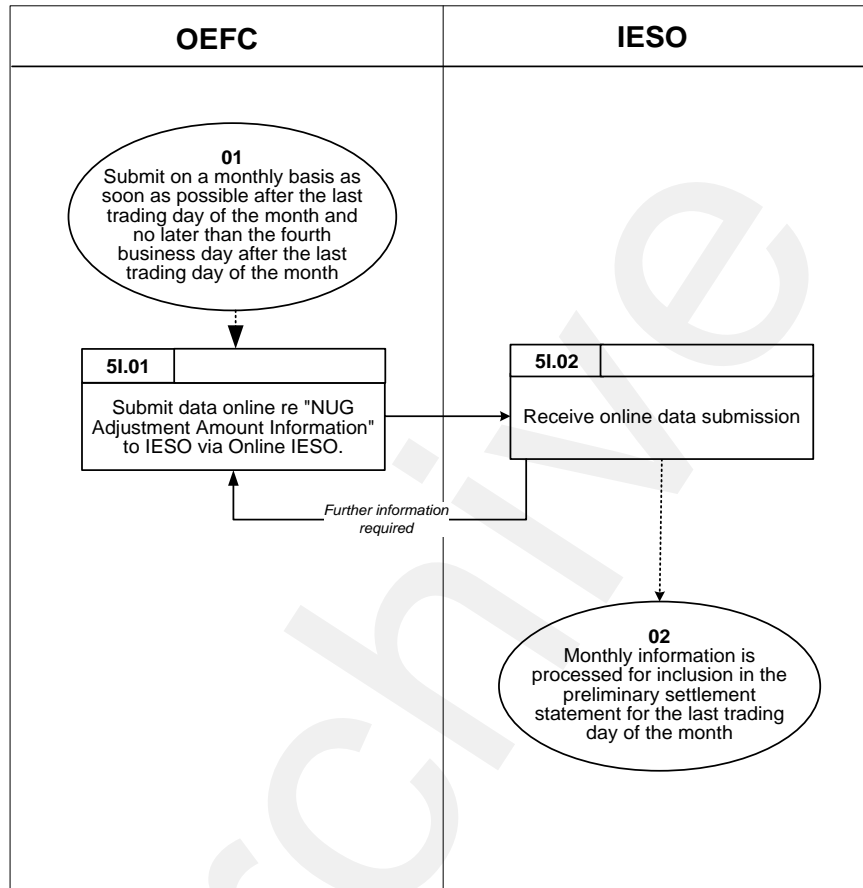 OEFC
IESO
01
Submit on a monthly basis as
soon as possible after the last
trading day of the month and
no later than the fourth
business day after the last
trading day of the month
5I.01
Submit data online re "NUG
Adjustment Amount Information"
to IESO via Online IESO.
5I.02
Receive online data submission
Further information
required
02
Monthly information is
processed for inclusion in the
preliminary settlement
statement for the last trading
day of the month
chive